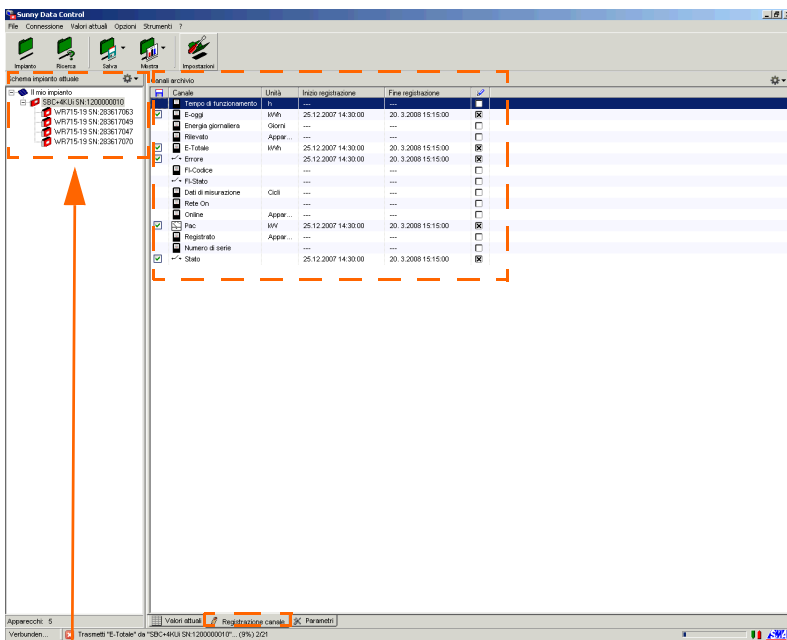 Sunny Data Control
File Connessione Valori attuali Opzioni Strumenti ?
Impianto Ricerca Salva Mostra Impostazioni
Schema impianto attuale
Il mio impianto
SBC+4KUi SN:1200000010
WR715-19 SN:283617063
WR715-19 SN:283617049
WR715-19 SN:283617047
WR715-19 SN:283617070
Canali archivio
Canale Unità Inizio registrazione Fine registrazione
Tempo di funzionamento h --- ---
E-oggi kWh 25.12.2007 14:30:00 20. 3.2008 15:15:00
Energia giornaliera Giorni --- ---
Rilevato Appar... --- ---
E-Totale kWh 25.12.2007 14:30:00 20. 3.2008 15:15:00
Errore 25.12.2007 14:30:00 20. 3.2008 15:15:00
FI-Codice --- ---
FI-Stato --- ---
Dati di misurazione Cicli --- ---
Rete On --- ---
Online Appar... --- ---
Pac kW 25.12.2007 14:30:00 20. 3.2008 15:15:00
Registrato Appar... --- ---
Numero di serie --- ---
Stato 25.12.2007 14:30:00 20. 3.2008 15:15:00
Apparecchi: 5
Valori attuali Registrazione canale Parametri
Verbunden... Trasmetti "E-Totale" da "SBC+4KUi SN:1200000010"... (9%) 2/21
SMA